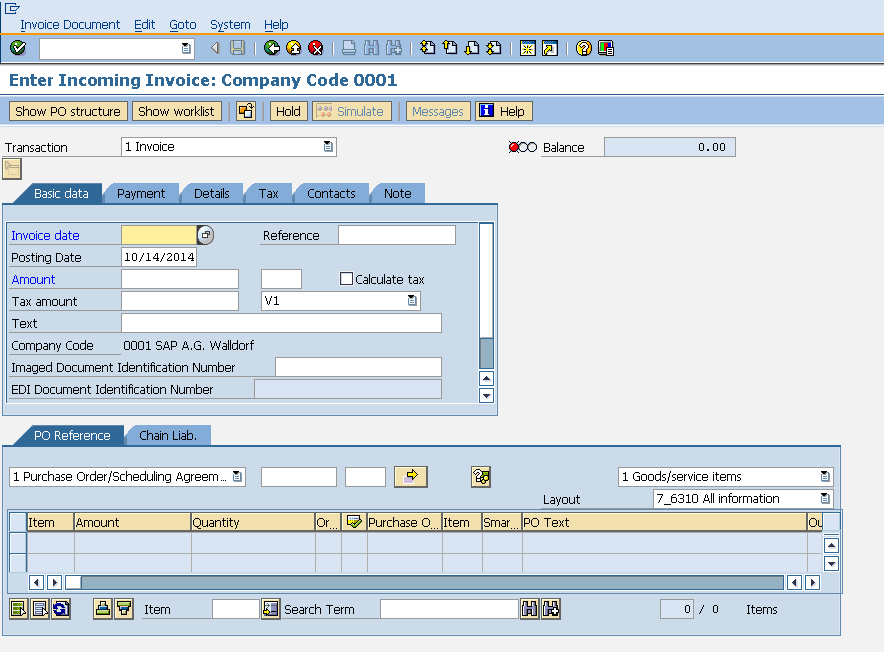 Invoice Document Edit Goto System Help
Enter Incoming Invoice: Company Code 0001
Show PO structure Show worklist Hold Simulate Messages Help
Transaction 1 Invoice Balance 0.00
Basic data Payment Details Tax Contacts Note
Invoice date Reference
Posting Date 10/14/2014
Amount Calculate tax
Tax amount V1
Text
Company Code 0001 SAP A.G. Walldorf
Imaged Document Identification Number
EDI Document Identification Number
PO Reference Chain Liab.
1 Purchase Order/Scheduling Agreem... 1 Goods/service items
Layout 7_6310 All information
Item Amount Quantity Or... Purchase O... Item Smar... PO Text Ou
Item Search Term 0 / 0 Items